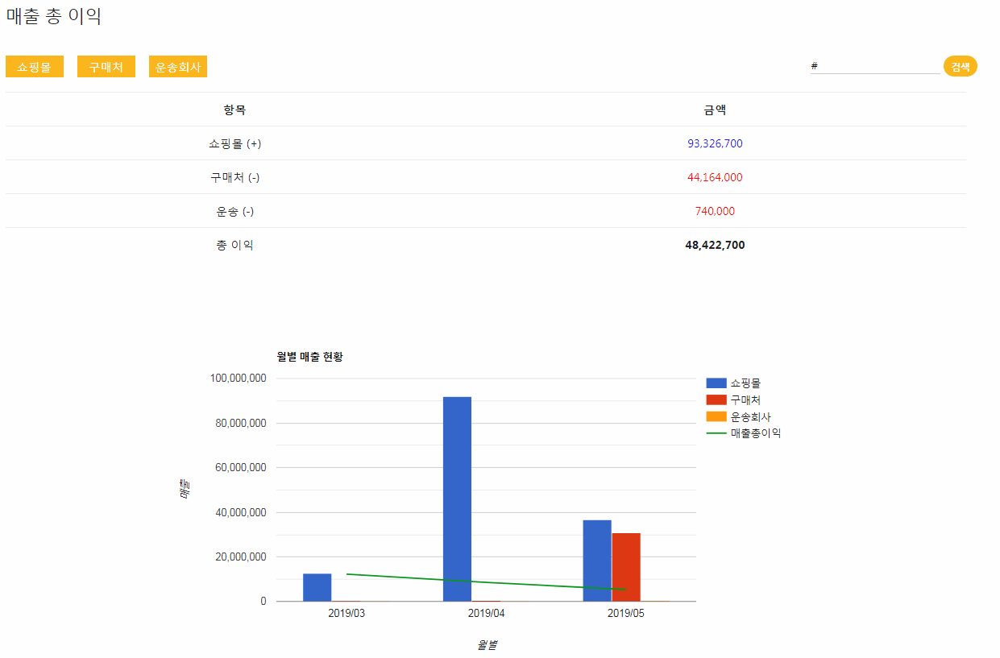 매출 총 이익
쇼핑몰 구매처 운송회사 # 검색
항목 금액
쇼핑몰 (+) 93,326,700
구매처 (-) 44,164,000
운송 (-) 740,000
총 이익 48,422,700
월별 매출 현황
100,000,000
80,000,000
60,000,000
40,000,000
20,000,000
0
매출
2019/03 2019/04 2019/05
월별
쇼핑몰
구매처
운송회사
매출총이익